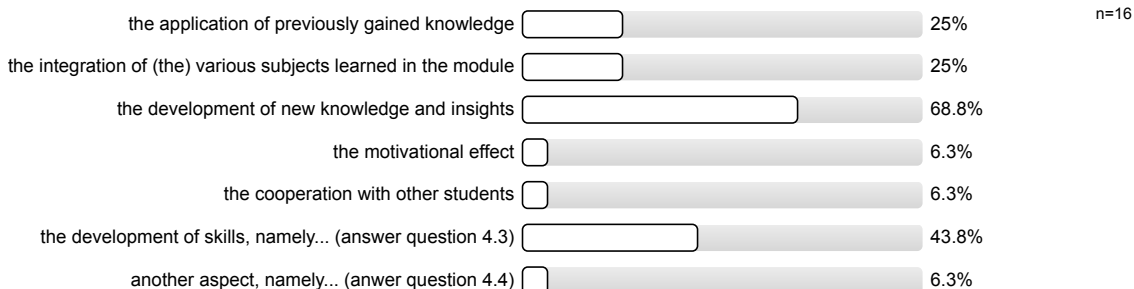 the application of previously gained knowledge 25% n=16
the integration of (the) various subjects learned in the module 25%
the development of new knowledge and insights 68.8%
the motivational effect 6.3%
the cooperation with other students 6.3%
the development of skills, namely... (answer question 4.3) 43.8%
another aspect, namely... (anwer question 4.4) 6.3%